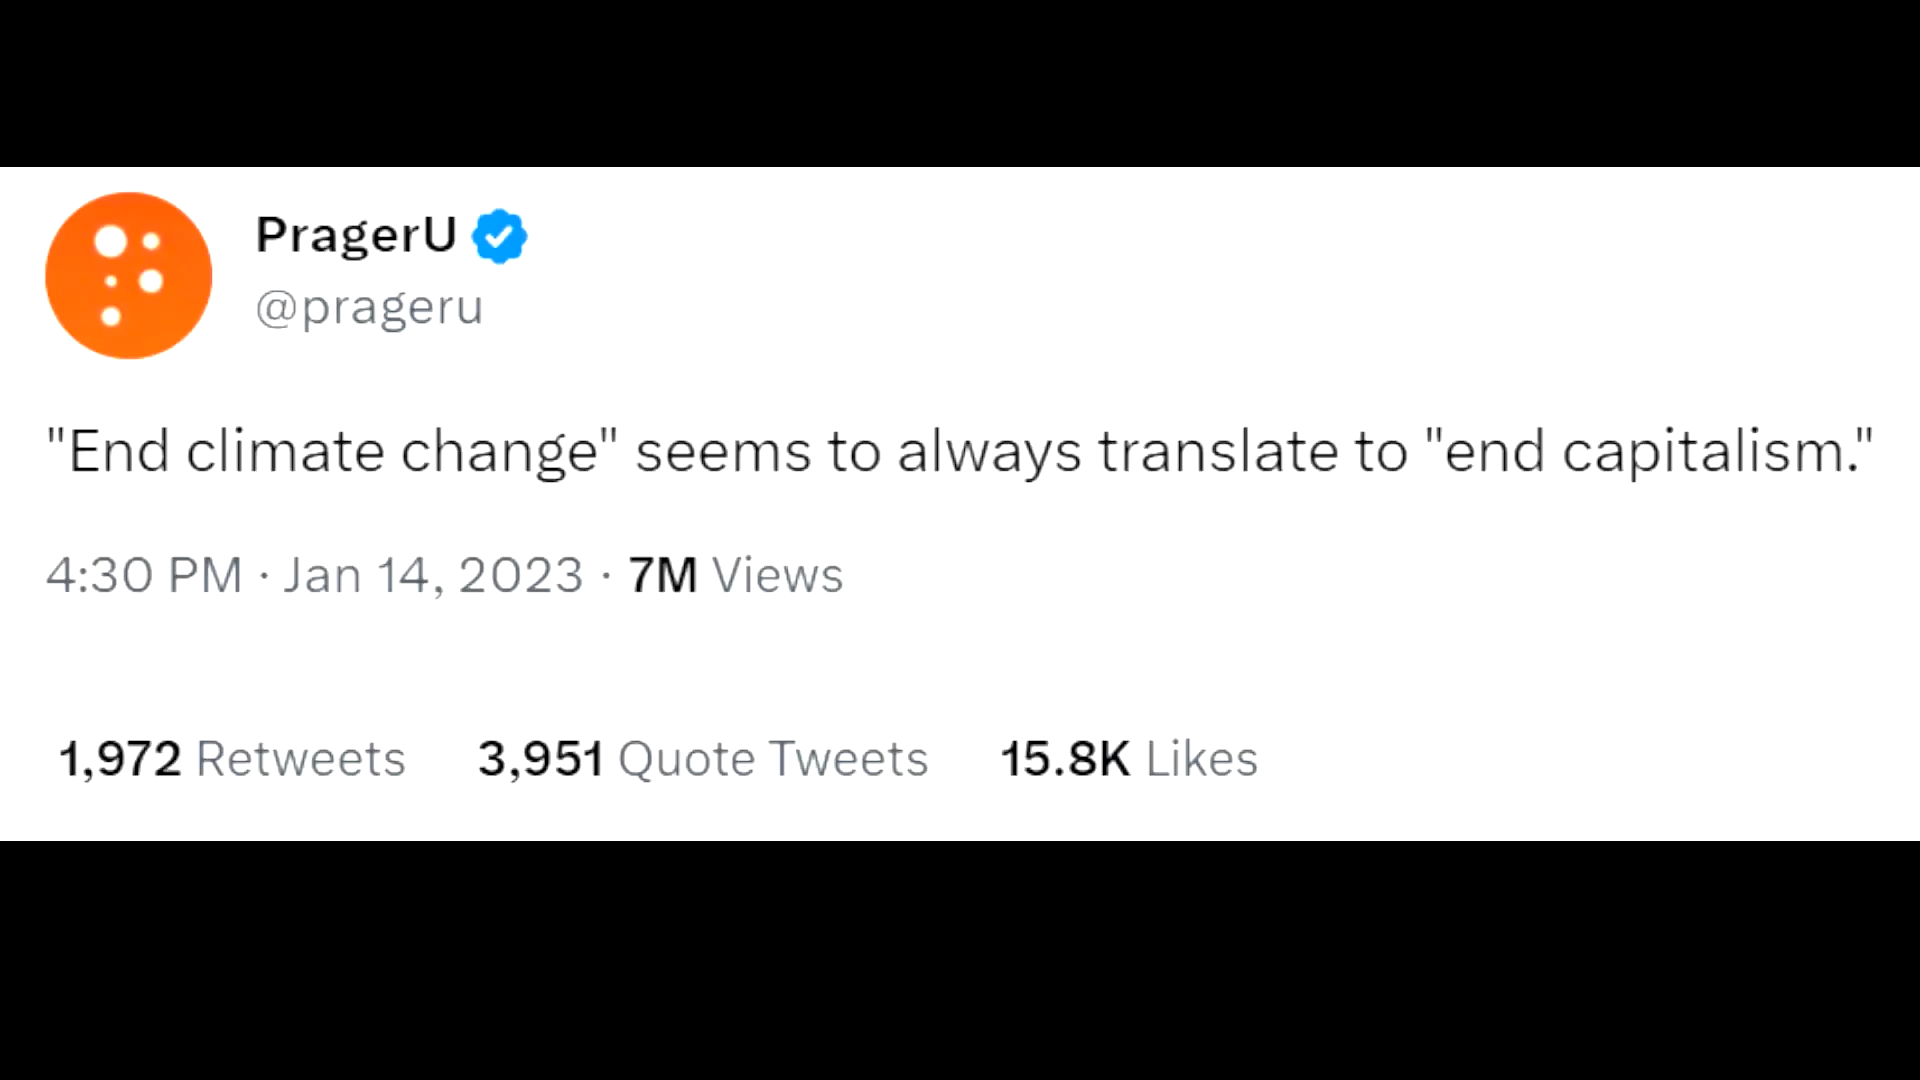 PragerU
@prageru
"End climate change" seems to always translate to "end capitalism."
4:30 PM · Jan 14, 2023 · 7M Views
1,972 Retweets 3,951 Quote Tweets 15.8K Likes